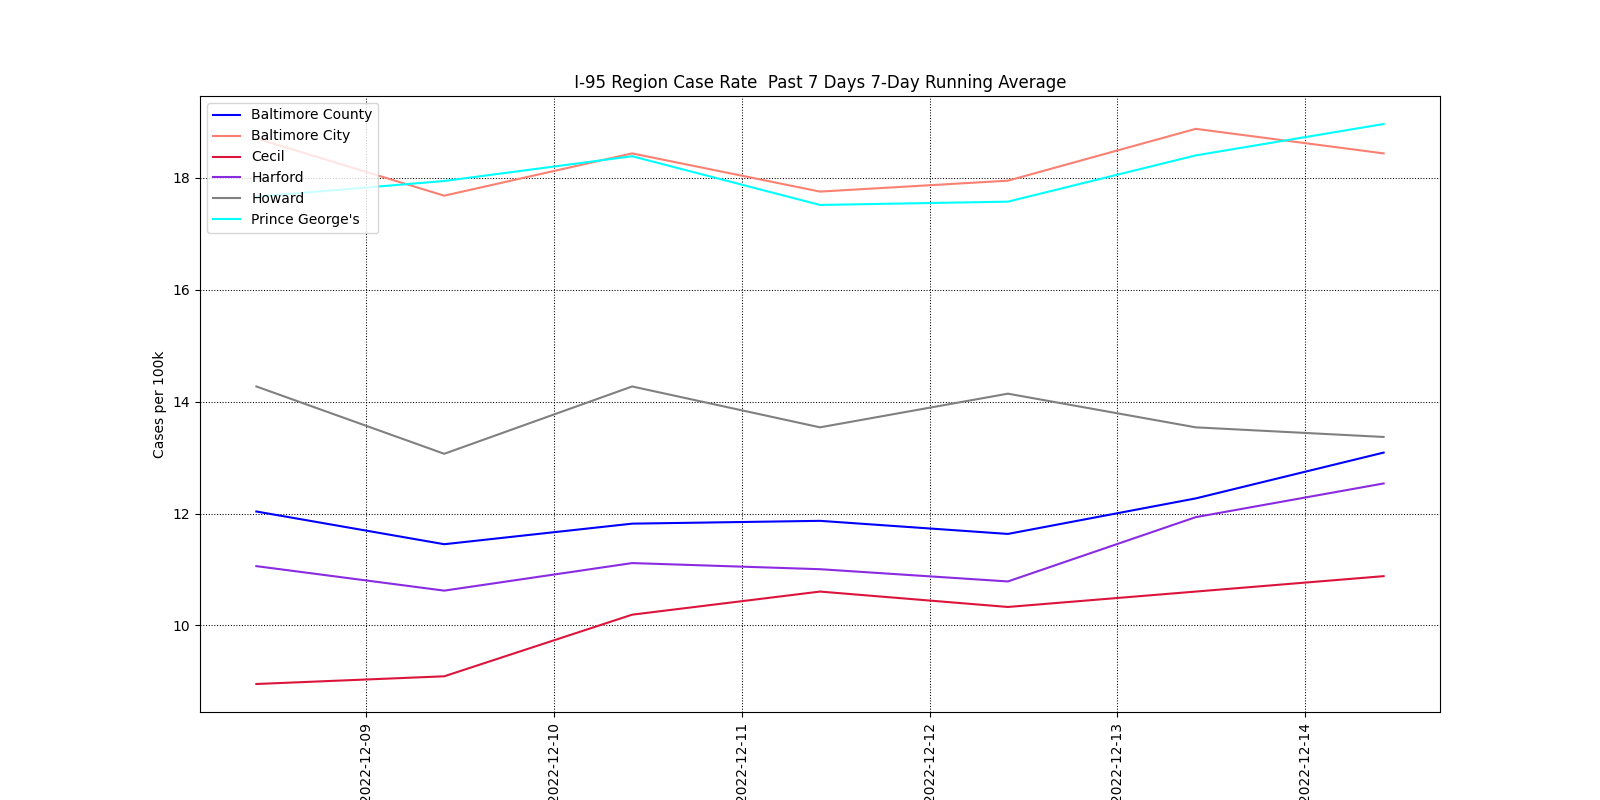 I-95 Region Case Rate  Past 7 Days 7-Day Running Average
Baltimore County
Baltimore City
Cecil
Harford
Howard
Prince George's
Cases per 100k
18
16
14
12
10
2022-12-09
2022-12-10
2022-12-11
2022-12-12
2022-12-13
2022-12-14